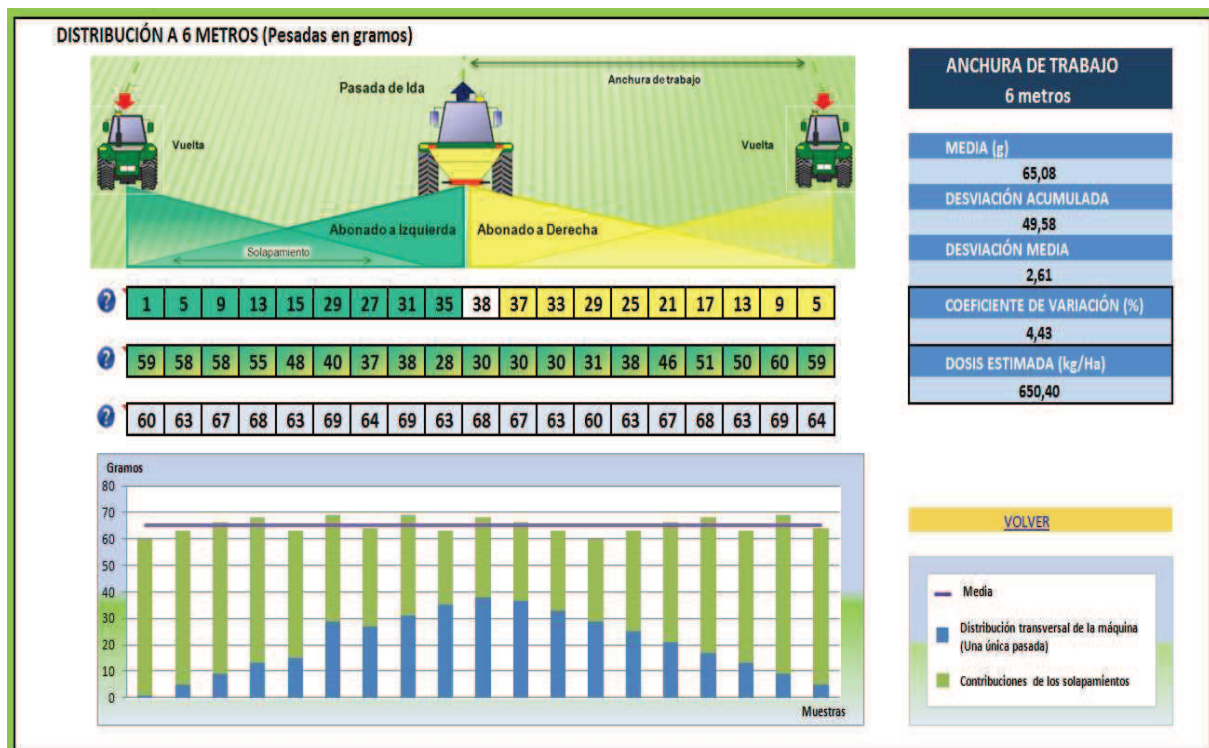 DISTRIBUCIÓN A 6 METROS (Pesadas en gramos)
Pasada de Ida
Anchura de trabajo
Vuelta
Vuelta
Abonado a Izquierda
Abonado a Derecha
Solapamiento
? 1 5 9 13 15 29 27 31 35 38 37 33 29 25 21 17 13 9 5
? 59 58 58 55 48 40 37 38 28 30 30 30 31 38 46 51 50 60 59
? 60 63 67 68 63 69 64 69 63 68 67 63 60 63 67 68 63 69 64
Gramos
80
70
60
50
40
30
20
10
0
Muestras
ANCHURA DE TRABAJO
6 metros
MEDIA (g)
65,08
DESVIACIÓN ACUMULADA
49,58
DESVIACIÓN MEDIA
2,61
COEFICIENTE DE VARIACIÓN (%)
4,43
DOSIS ESTIMADA (kg/Ha)
650,40
VOLVER
Media
Distribución transversal de la máquina
(Una única pasada)
Contribuciones de los solapamientos